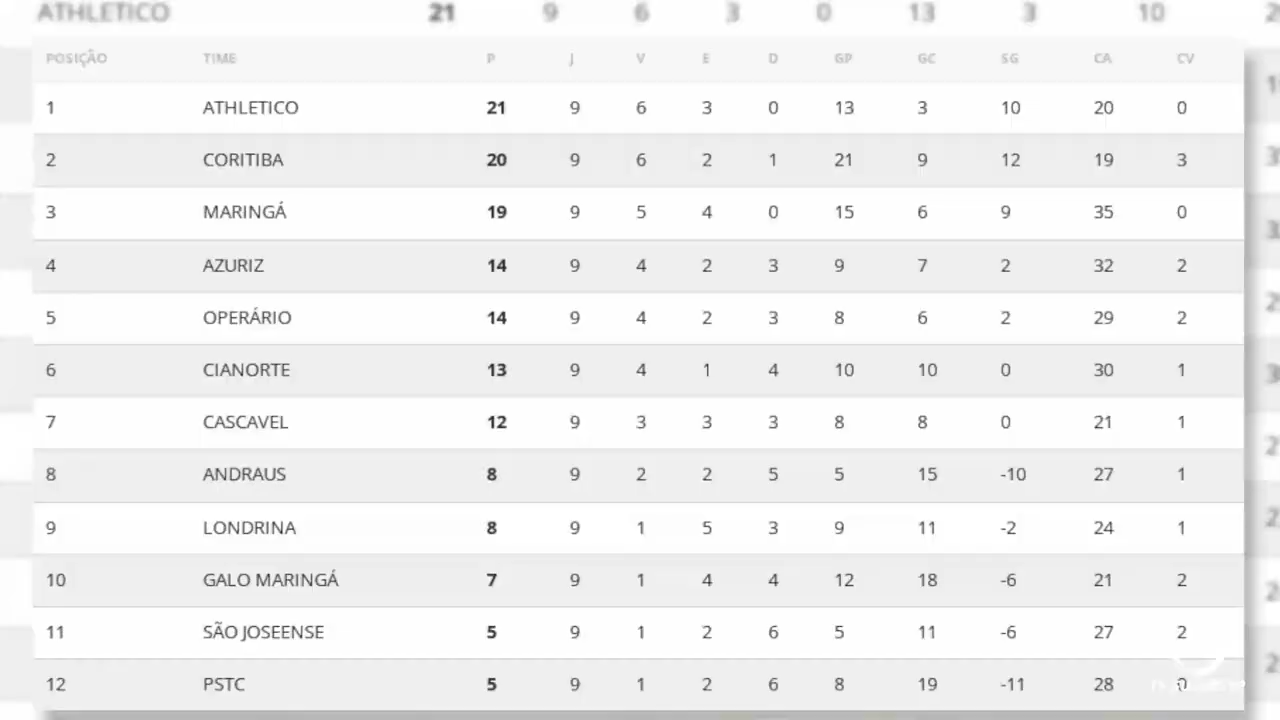 ATHLETICO 21 9 6 3 0 13 3 10
POSIÇÃO TIME P J V E D GP GC SG CA CV
1 ATHLETICO 21 9 6 3 0 13 3 10 20 0
2 CORITIBA 20 9 6 2 1 21 9 12 19 3
3 MARINGÁ 19 9 5 4 0 15 6 9 35 0
4 AZURIZ 14 9 4 2 3 9 7 2 32 2
5 OPERÁRIO 14 9 4 2 3 8 6 2 29 2
6 CIANORTE 13 9 4 1 4 10 10 0 30 1
7 CASCAVEL 12 9 3 3 3 8 8 0 21 1
8 ANDRAUS 8 9 2 2 5 5 15 -10 27 1
9 LONDRINA 8 9 1 5 3 9 11 -2 24 1
10 GALO MARINGÁ 7 9 1 4 4 12 18 -6 21 2
11 SÃO JOSEENSE 5 9 1 2 6 5 11 -6 27 2
12 PSTC 5 9 1 2 6 8 19 -11 28 0